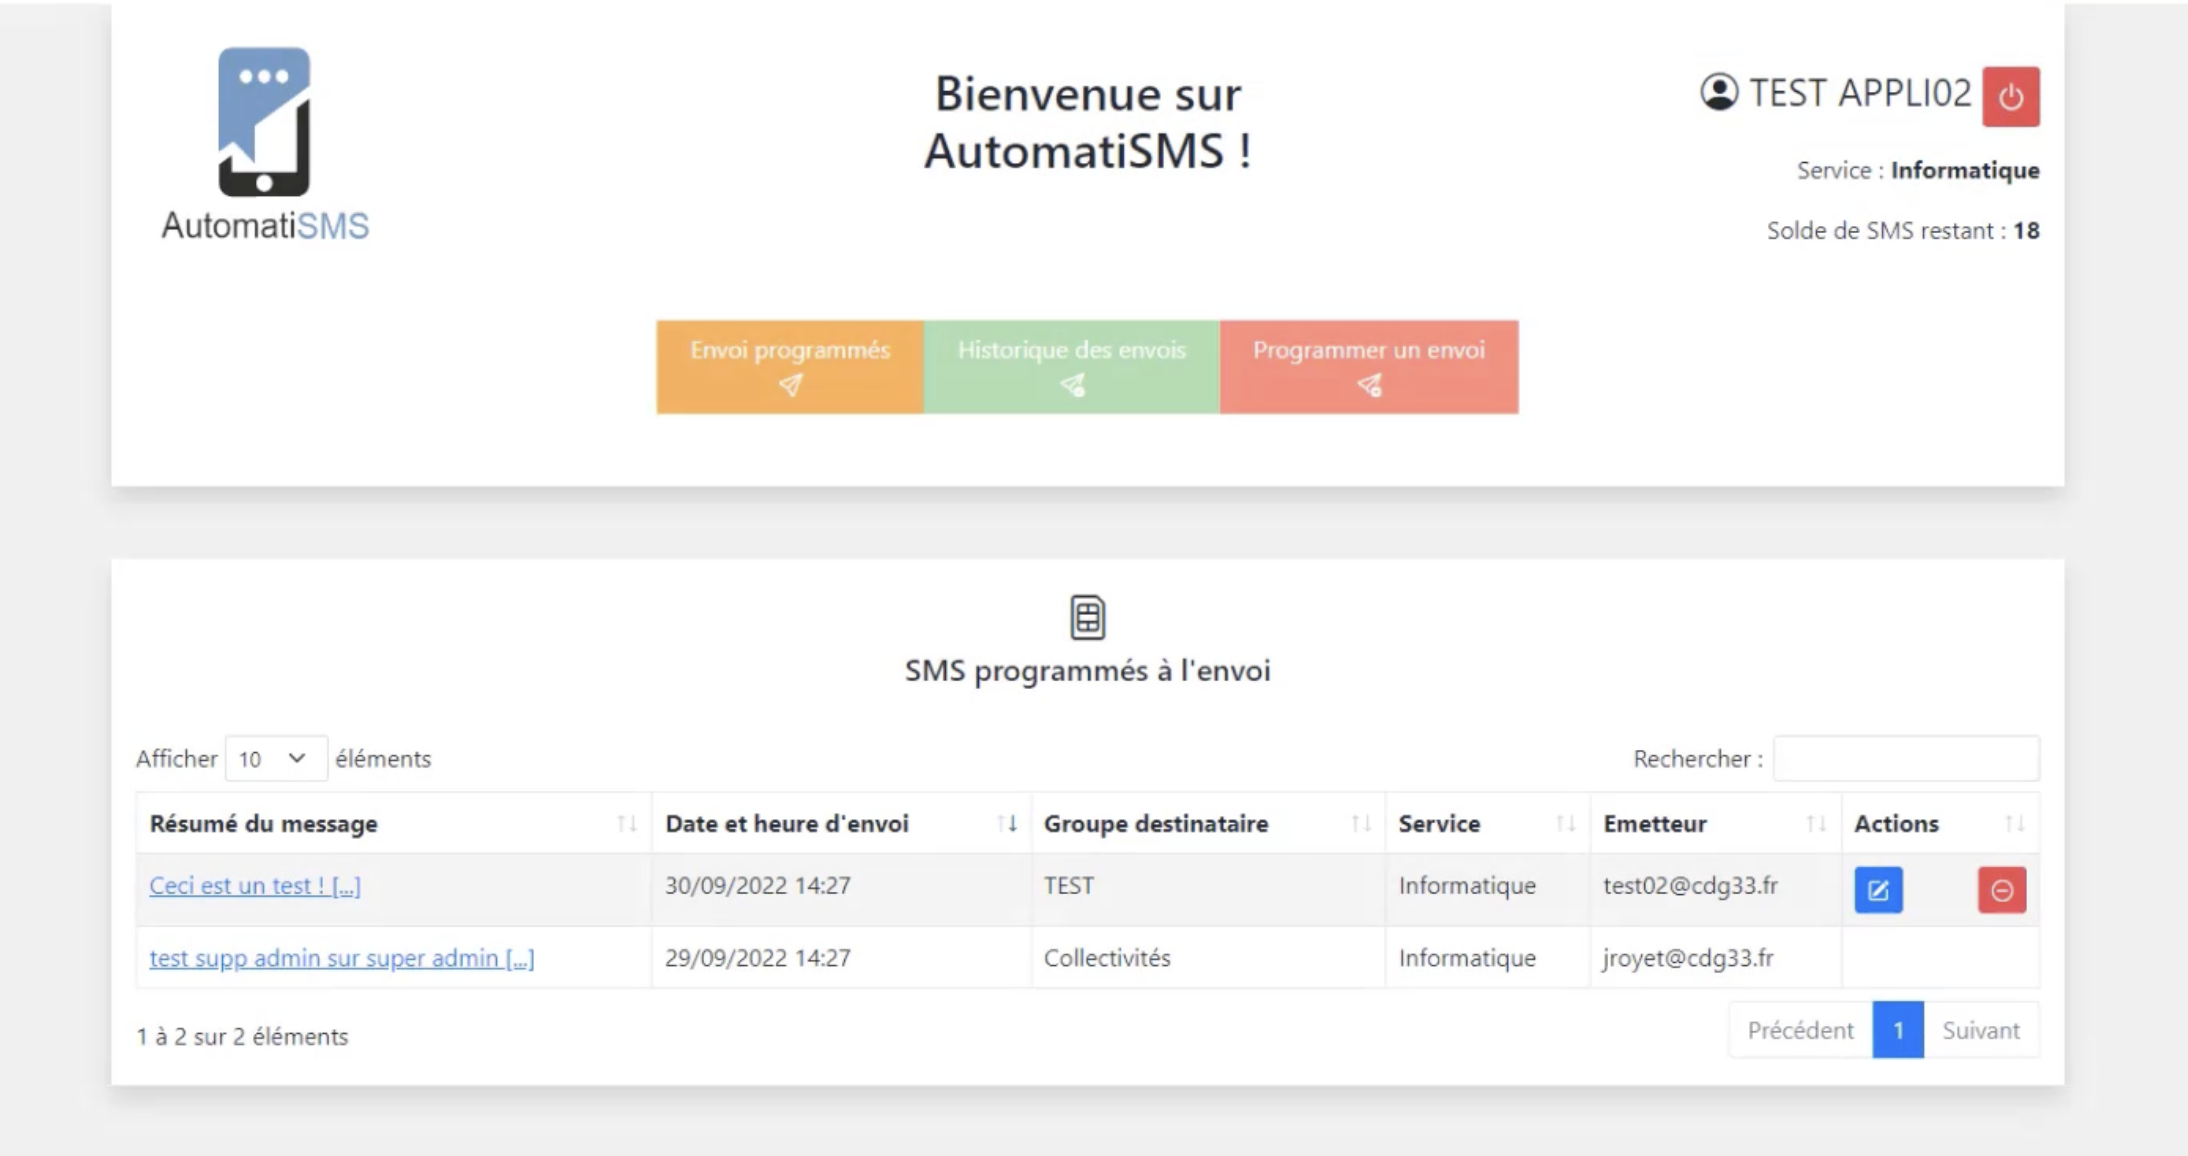 AutomatiSMS
Bienvenue sur
AutomatiSMS !
TEST APPLI02
Service : Informatique
Solde de SMS restant : 18
Envoi programmés
Historique des envois
Programmer un envoi
SMS programmés à l'envoi
Afficher 10 éléments
Rechercher :
Résumé du message Date et heure d'envoi Groupe destinataire Service Emetteur Actions
Ceci est un test ! [...] 30/09/2022 14:27 TEST Informatique test02@cdg33.fr
test supp admin sur super admin [...] 29/09/2022 14:27 Collectivités Informatique jroyet@cdg33.fr
1 à 2 sur 2 éléments
Précédent 1 Suivant